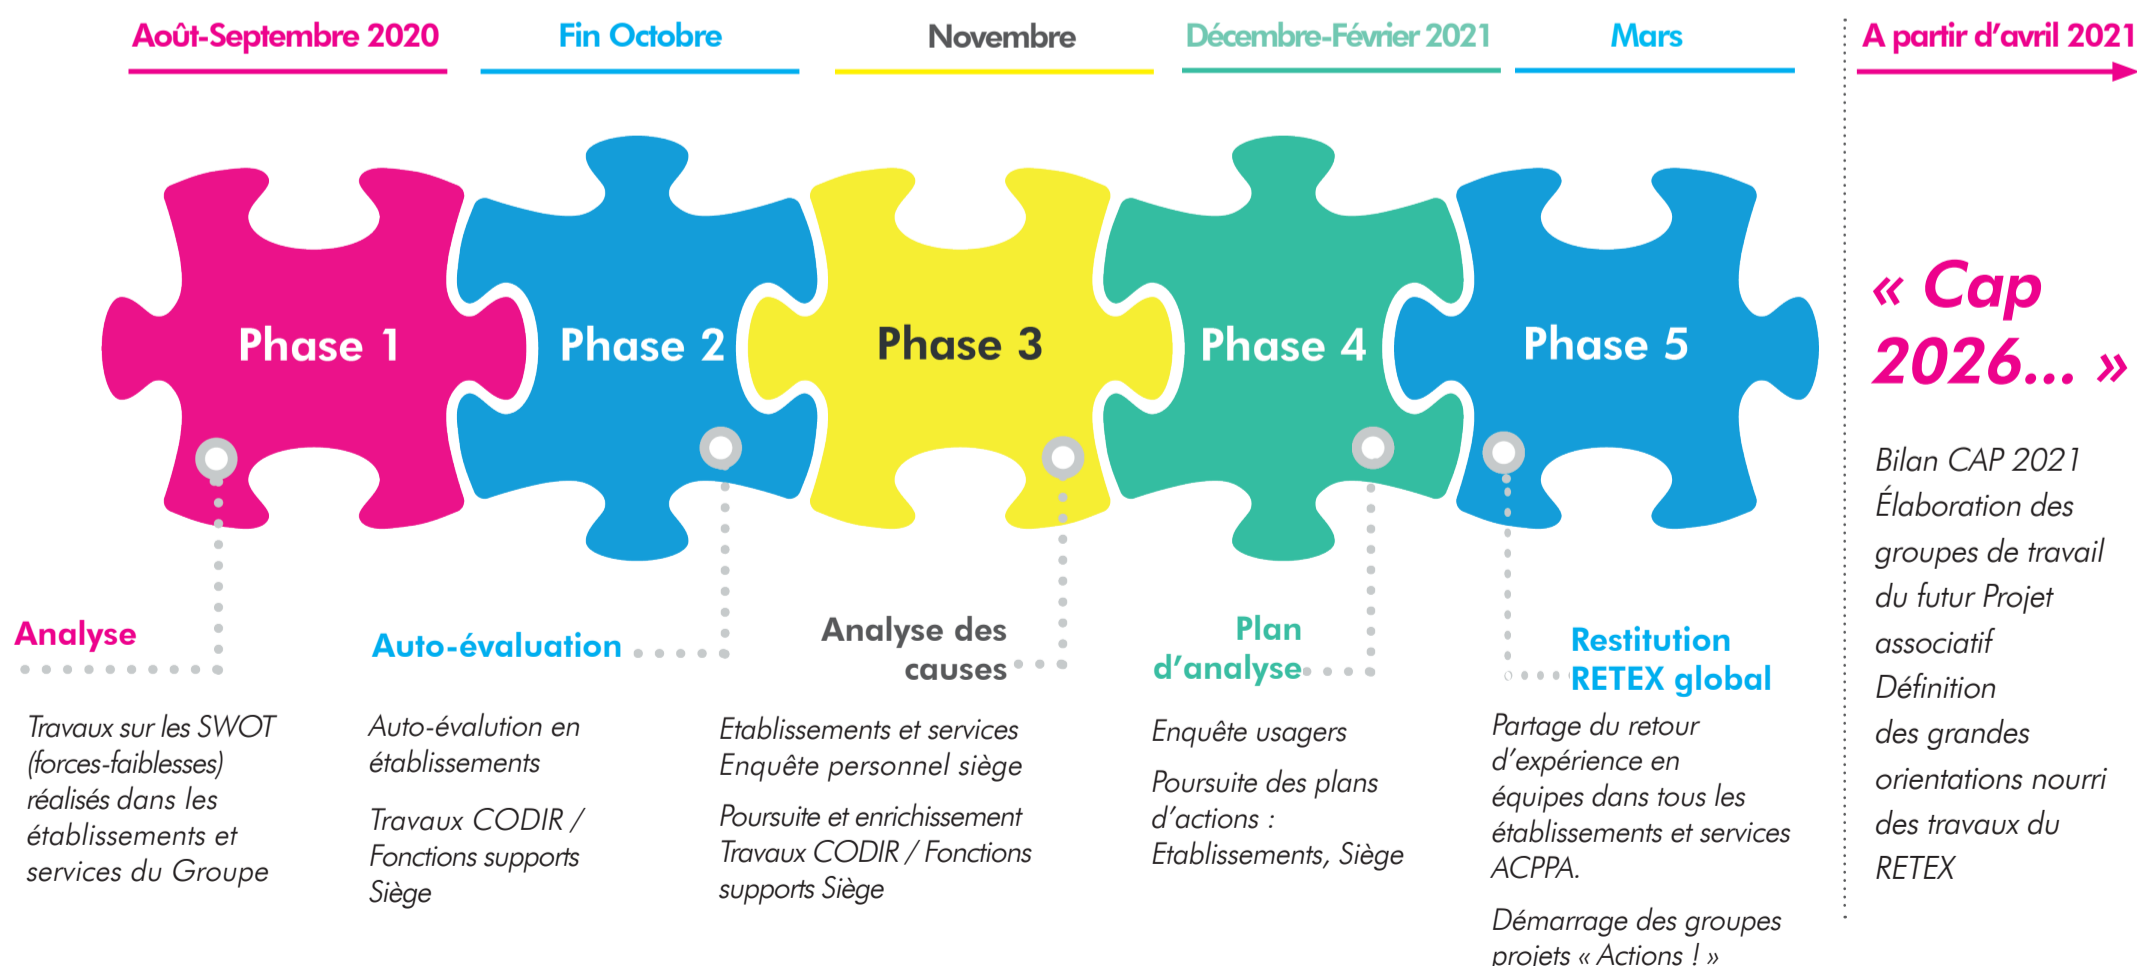 Août-Septembre 2020
Fin Octobre
Novembre
Décembre-Février 2021
Mars
A partir d'avril 2021
Phase 1
Phase 2
Phase 3
Phase 4
Phase 5
« Cap
2026... »
Analyse
Travaux sur les SWOT
(forces-faiblesses)
réalisés dans les
établissements et
services du Groupe
Auto-évaluation
Auto-évalution en
établissements
Travaux CODIR /
Fonctions supports
Siège
Analyse des
causes
Etablissements et services
Enquête personnel siège
Poursuite et enrichissement
Travaux CODIR / Fonctions
supports Siège
Plan
d'analyse
Enquête usagers
Poursuite des plans
d'actions :
Etablissements, Siège
Restitution
RETEX global
Partage du retour
d'expérience en
équipes dans tous les
établissements et services
ACPPA.
Démarrage des groupes
projets « Actions ! »
Bilan CAP 2021
Élaboration des
groupes de travail
du futur Projet
associatif
Définition
des grandes
orientations nourri
des travaux du
RETEX